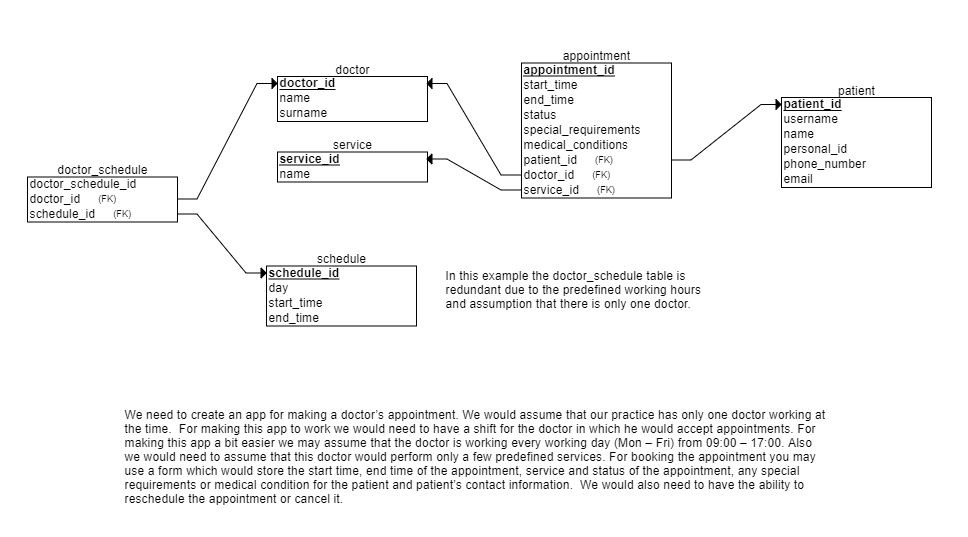 doctor
doctor_id
name
surname
service
service_id
name
appointment
appointment_id
start_time
end_time
status
special_requirements
medical_conditions
patient_id (FK)
doctor_id (FK)
service_id (FK)
patient
patient_id
username
name
personal_id
phone_number
email
doctor_schedule
doctor_schedule_id
doctor_id (FK)
schedule_id (FK)
schedule
schedule_id
day
start_time
end_time
In this example the doctor_schedule table is
redundant due to the predefined working hours
and assumption that there is only one doctor.
We need to create an app for making a doctor's appointment. We would assume that our practice has only one doctor working at
the time. For making this app to work we would need to have a shift for the doctor in which he would accept appointments. For
making this app a bit easier we may assume that the doctor is working every working day (Mon – Fri) from 09:00 – 17:00. Also
we would need to assume that this doctor would perform only a few predefined services. For booking the appointment you may
use a form which would store the start time, end time of the appointment, service and status of the appointment, any special
requirements or medical condition for the patient and patient's contact information. We would also need to have the ability to
reschedule the appointment or cancel it.